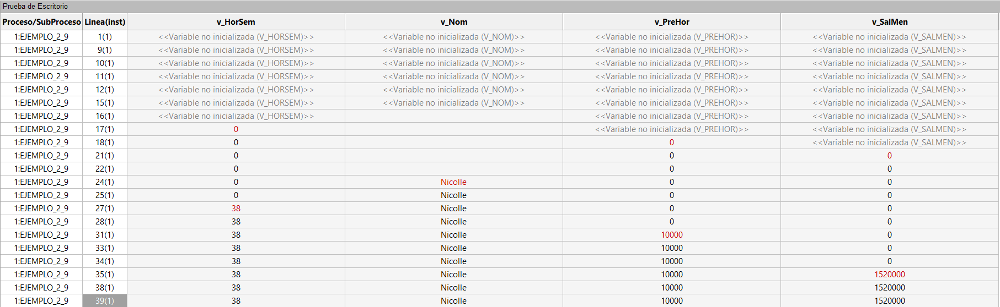 Prueba de Escritorio
Proceso/SubProceso Linea(inst) v_HorSem v_Nom v_PreHor v_SalMen
1:EJEMPLO_2_9 1(1) <<Variable no inicializada (V_HORSEM)>> <<Variable no inicializada (V_NOM)>> <<Variable no inicializada (V_PREHOR)>> <<Variable no inicializada (V_SALMEN)>>
1:EJEMPLO_2_9 9(1) <<Variable no inicializada (V_HORSEM)>> <<Variable no inicializada (V_NOM)>> <<Variable no inicializada (V_PREHOR)>> <<Variable no inicializada (V_SALMEN)>>
1:EJEMPLO_2_9 10(1) <<Variable no inicializada (V_HORSEM)>> <<Variable no inicializada (V_NOM)>> <<Variable no inicializada (V_PREHOR)>> <<Variable no inicializada (V_SALMEN)>>
1:EJEMPLO_2_9 11(1) <<Variable no inicializada (V_HORSEM)>> <<Variable no inicializada (V_NOM)>> <<Variable no inicializada (V_PREHOR)>> <<Variable no inicializada (V_SALMEN)>>
1:EJEMPLO_2_9 12(1) <<Variable no inicializada (V_HORSEM)>> <<Variable no inicializada (V_NOM)>> <<Variable no inicializada (V_PREHOR)>> <<Variable no inicializada (V_SALMEN)>>
1:EJEMPLO_2_9 15(1) <<Variable no inicializada (V_HORSEM)>> <<Variable no inicializada (V_NOM)>> <<Variable no inicializada (V_PREHOR)>> <<Variable no inicializada (V_SALMEN)>>
1:EJEMPLO_2_9 16(1) <<Variable no inicializada (V_HORSEM)>> <<Variable no inicializada (V_PREHOR)>> <<Variable no inicializada (V_SALMEN)>>
1:EJEMPLO_2_9 17(1) 0 <<Variable no inicializada (V_PREHOR)>> <<Variable no inicializada (V_SALMEN)>>
1:EJEMPLO_2_9 18(1) 0 0 <<Variable no inicializada (V_SALMEN)>>
1:EJEMPLO_2_9 21(1) 0 0 0
1:EJEMPLO_2_9 22(1) 0 0 0
1:EJEMPLO_2_9 24(1) 0 Nicolle 0 0
1:EJEMPLO_2_9 25(1) 0 Nicolle 0 0
1:EJEMPLO_2_9 27(1) 38 Nicolle 0 0
1:EJEMPLO_2_9 28(1) 38 Nicolle 0 0
1:EJEMPLO_2_9 31(1) 38 Nicolle 10000 0
1:EJEMPLO_2_9 33(1) 38 Nicolle 10000 0
1:EJEMPLO_2_9 34(1) 38 Nicolle 10000 0
1:EJEMPLO_2_9 35(1) 38 Nicolle 10000 1520000
1:EJEMPLO_2_9 38(1) 38 Nicolle 10000 1520000
1:EJEMPLO_2_9 39(1) 38 Nicolle 10000 1520000